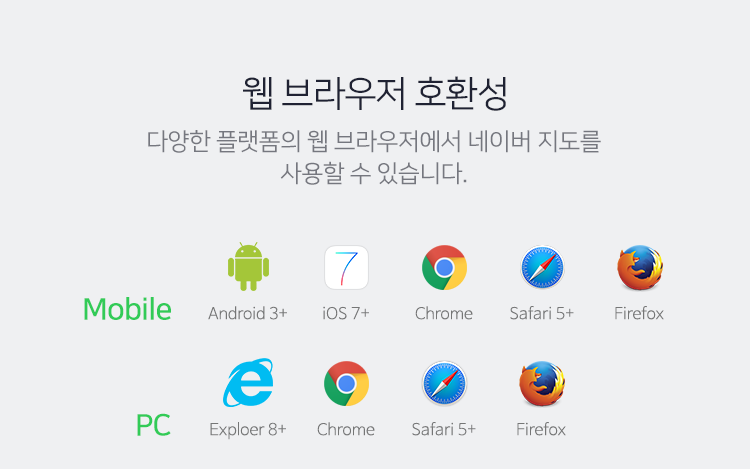 웹 브라우저 호환성
다양한 플랫폼의 웹 브라우저에서 네이버 지도를
사용할 수 있습니다.
7
Mobile Android 3+ iOS 7+ Chrome Safari 5+ Firefox
PC Exploer 8+ Chrome Safari 5+ Firefox